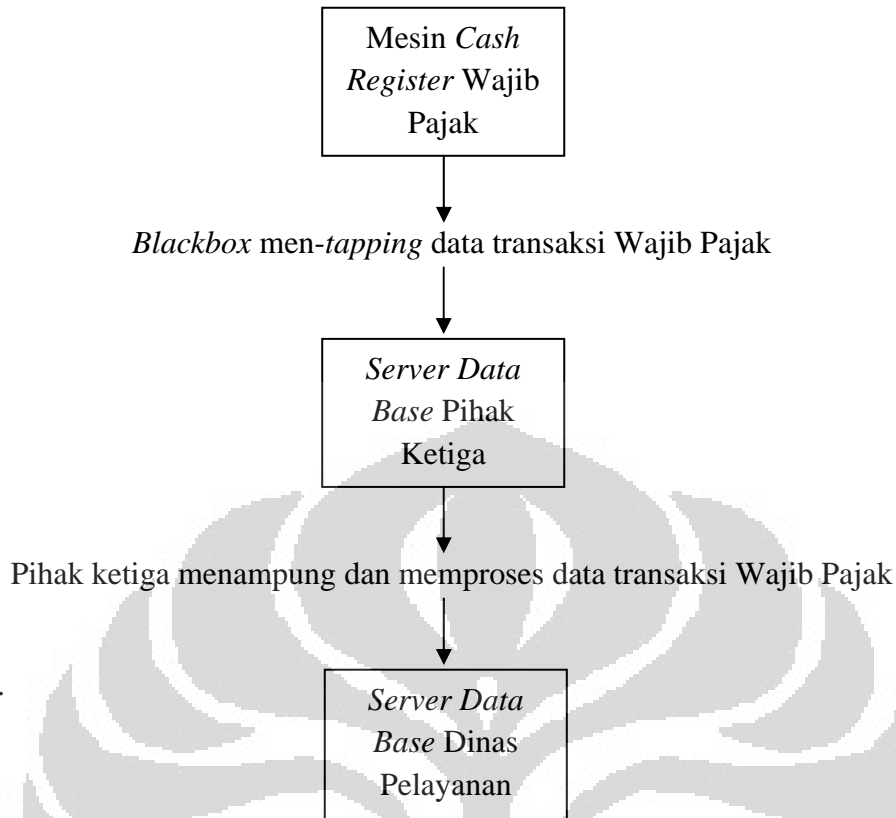 Mesin Cash
Register Wajib
Pajak
Blackbox men-tapping data transaksi Wajib Pajak
Server Data
Base Pihak
Ketiga
Pihak ketiga menampung dan memproses data transaksi Wajib Pajak
.
Server Data
Base Dinas
Pelayanan